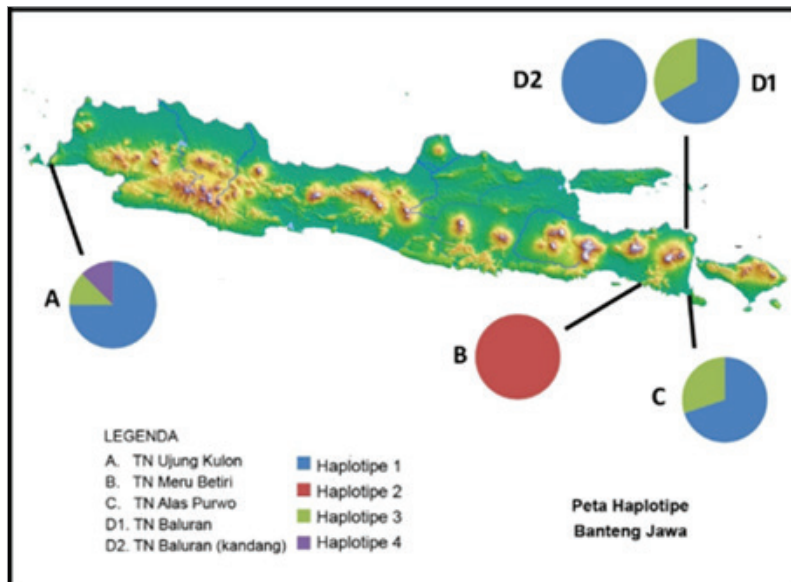 D2
D1
A
B
C
LEGENDA
A. TN Ujung Kulon
B. TN Meru Betiri
C. TN Alas Purwo
D1. TN Baluran
D2. TN Baluran (kandang)
Haplotipe 1
Haplotipe 2
Haplotipe 3
Haplotipe 4
Peta Haplotipe
Banteng Jawa